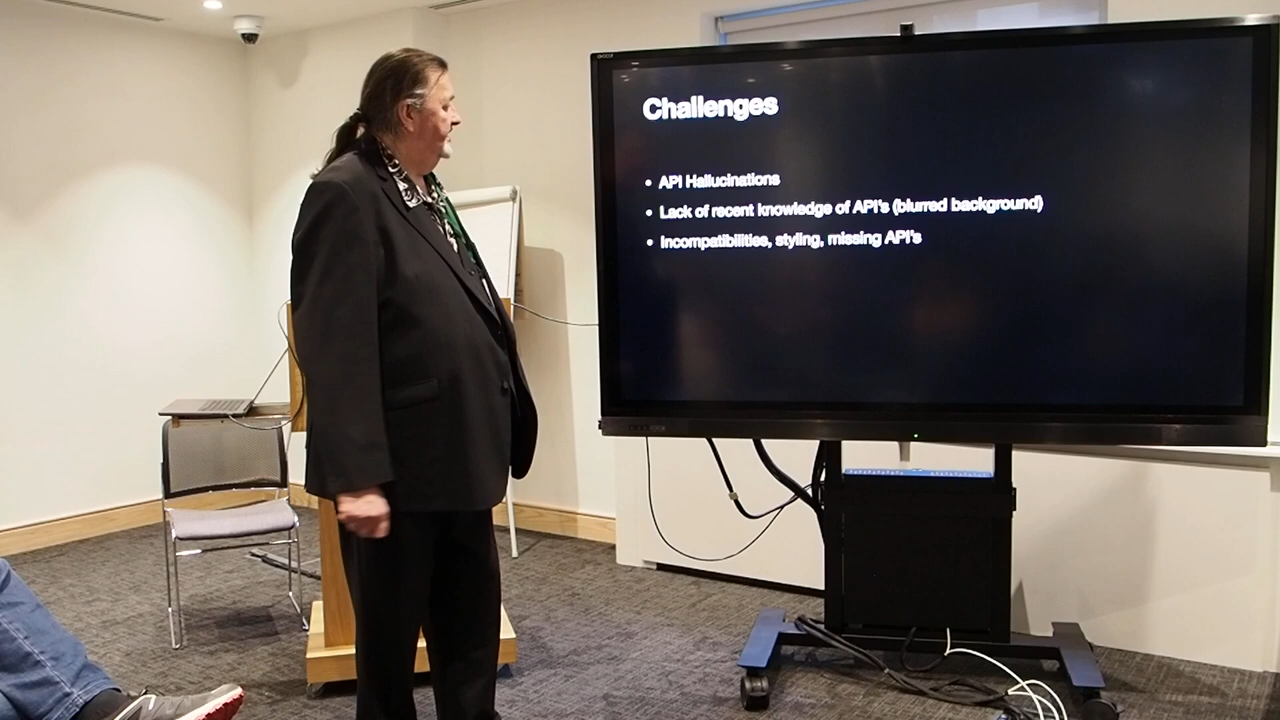 Challenges
• API Hallucinations
• Lack of recent knowledge of API's (blurred background)
• Incompatibilities, styling, missing API's